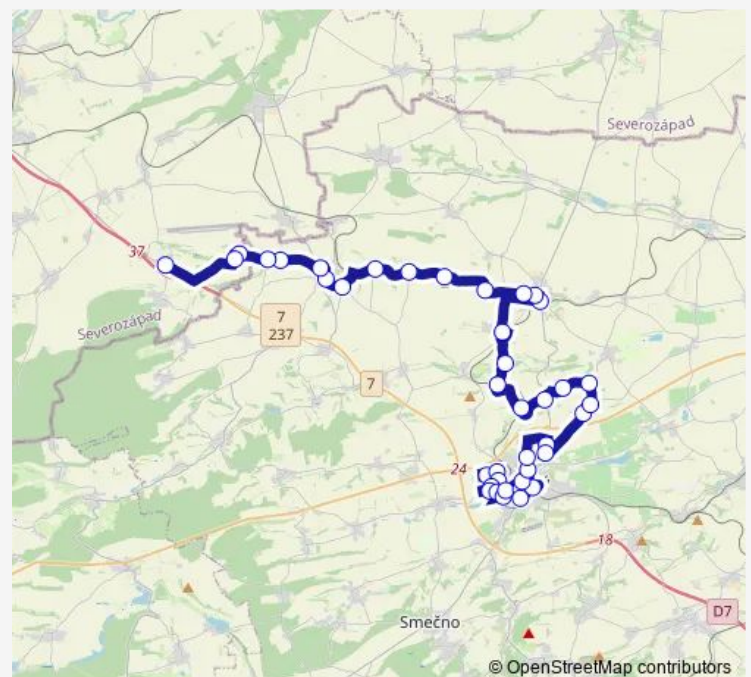 Severozápad
37
7
237
Severozápad
7
24
18
D7
Smečno
© OpenStreetMap contributors